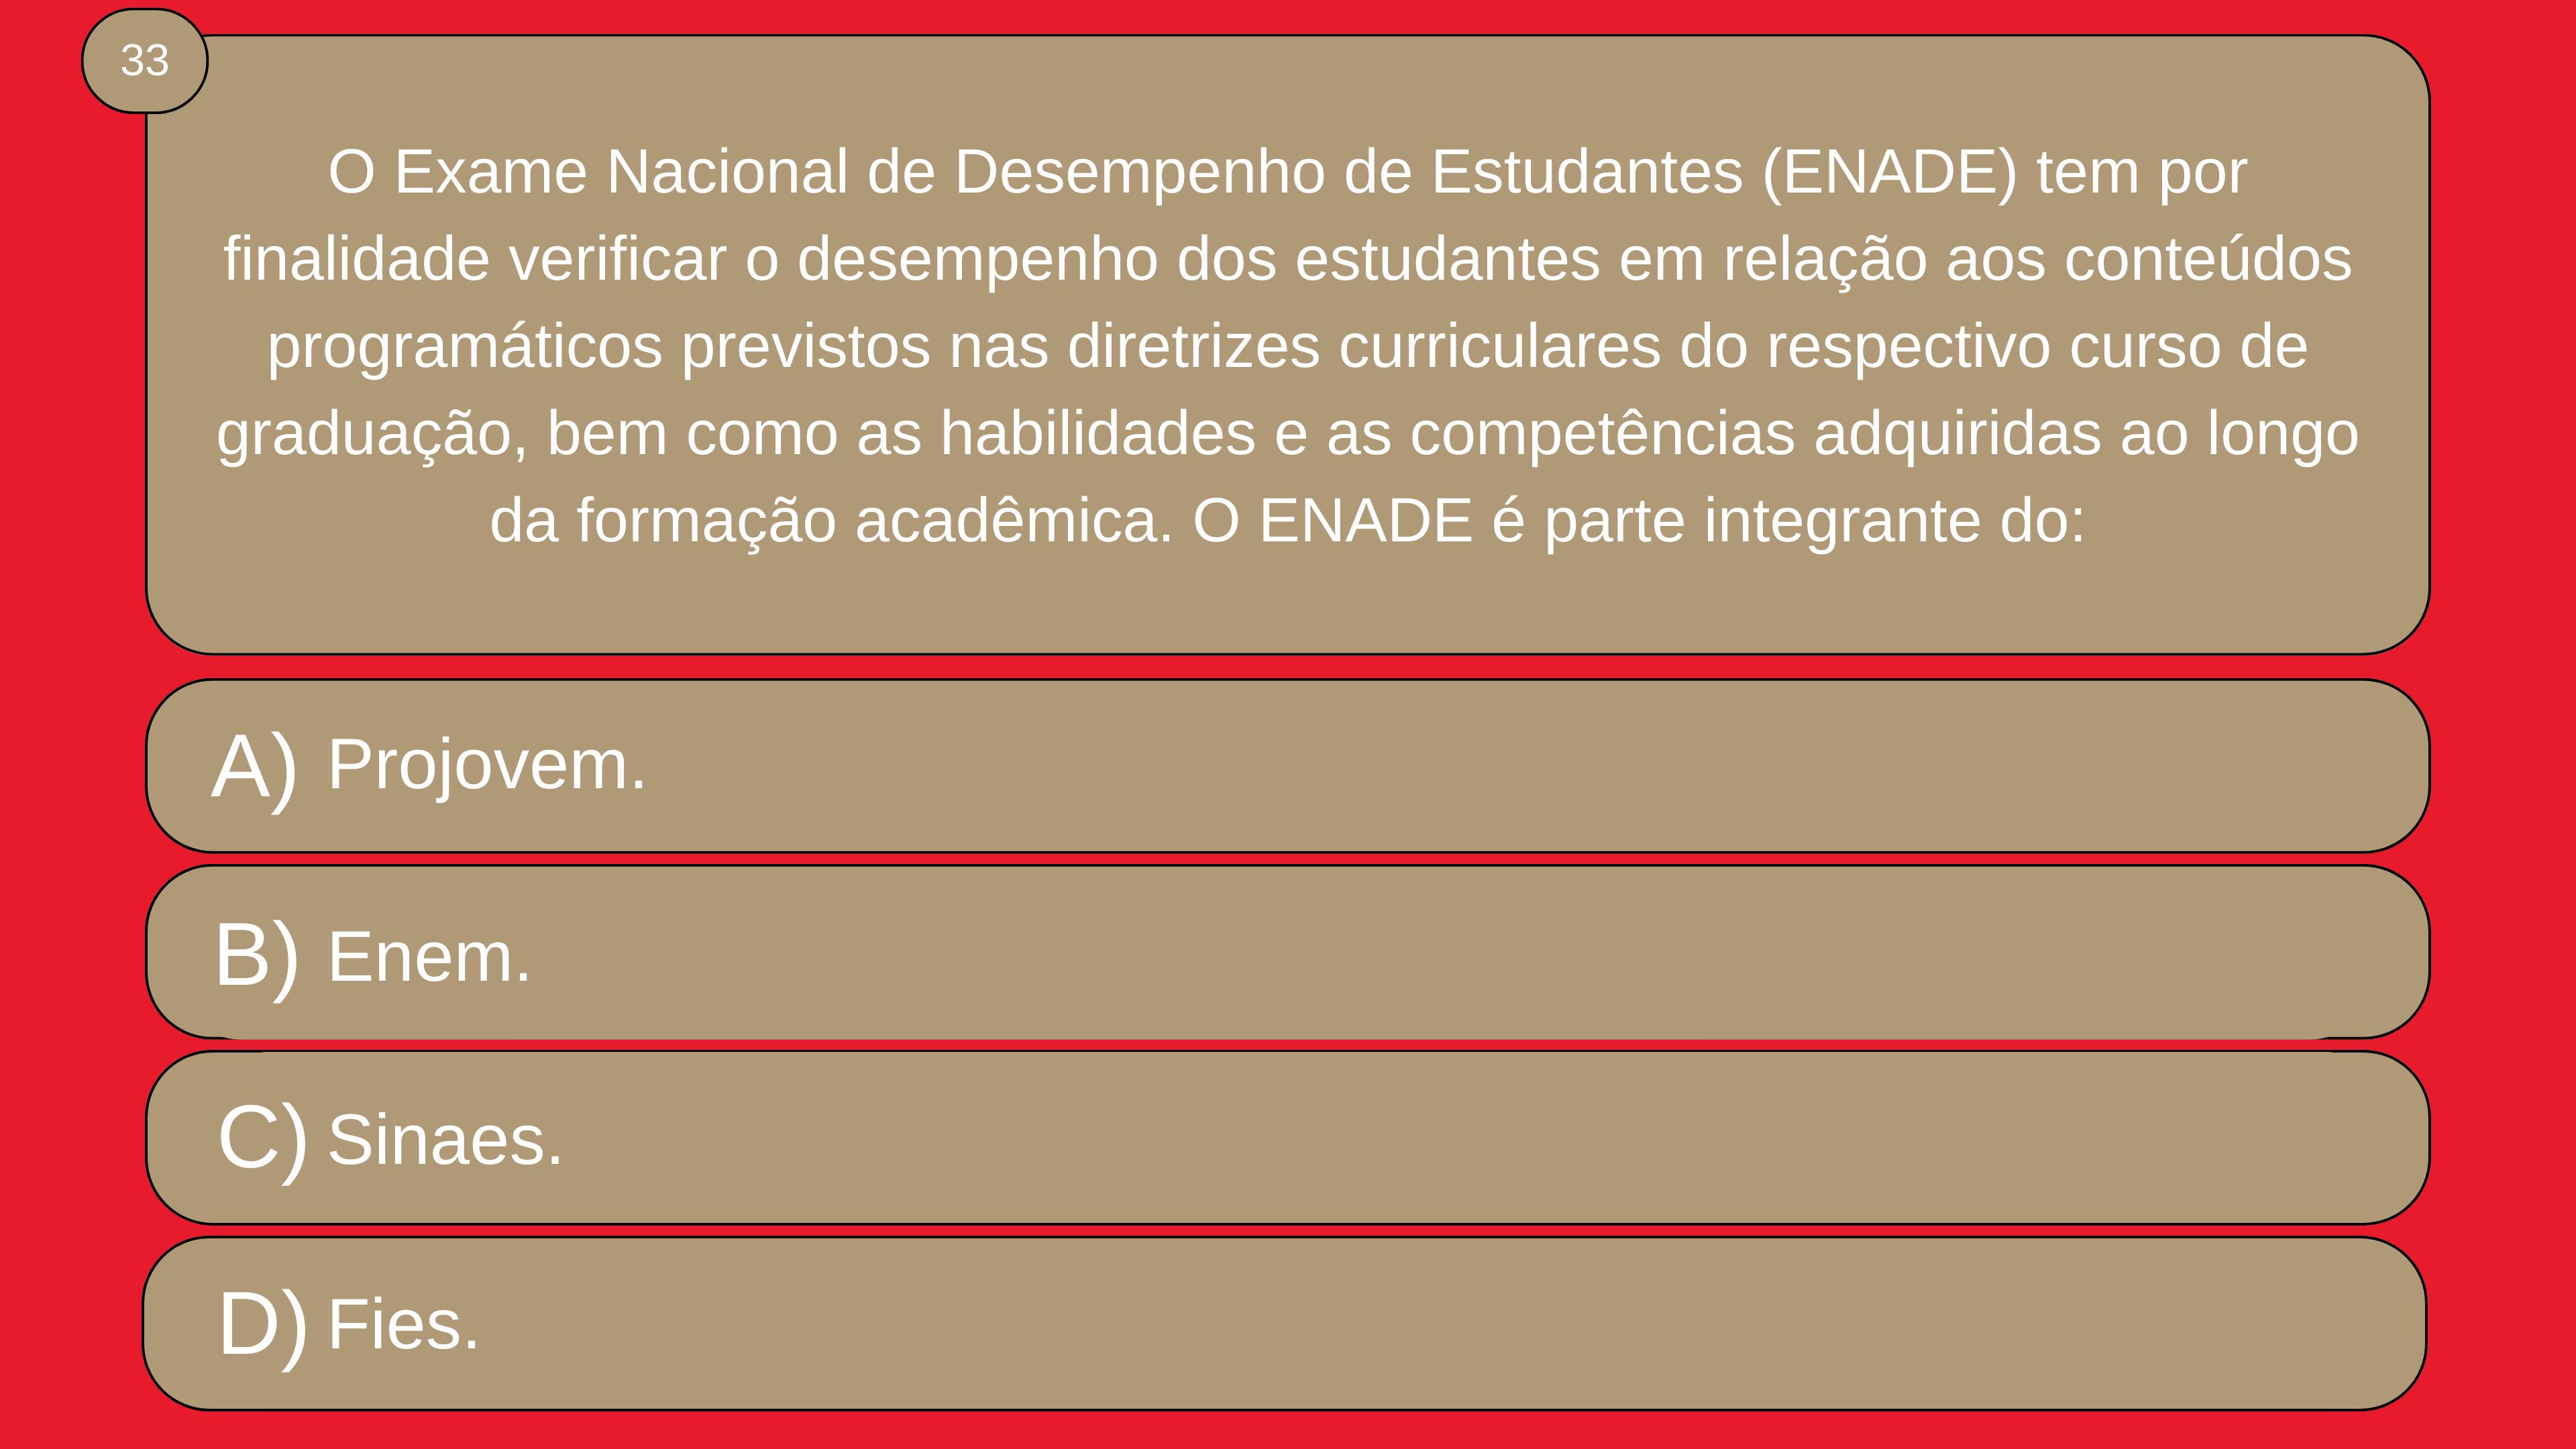 33
O Exame Nacional de Desempenho de Estudantes (ENADE) tem por
finalidade verificar o desempenho dos estudantes em relação aos conteúdos
programáticos previstos nas diretrizes curriculares do respectivo curso de
graduação, bem como as habilidades e as competências adquiridas ao longo
da formação acadêmica. O ENADE é parte integrante do:
A) Projovem.
B) Enem.
C) Sinaes.
D) Fies.